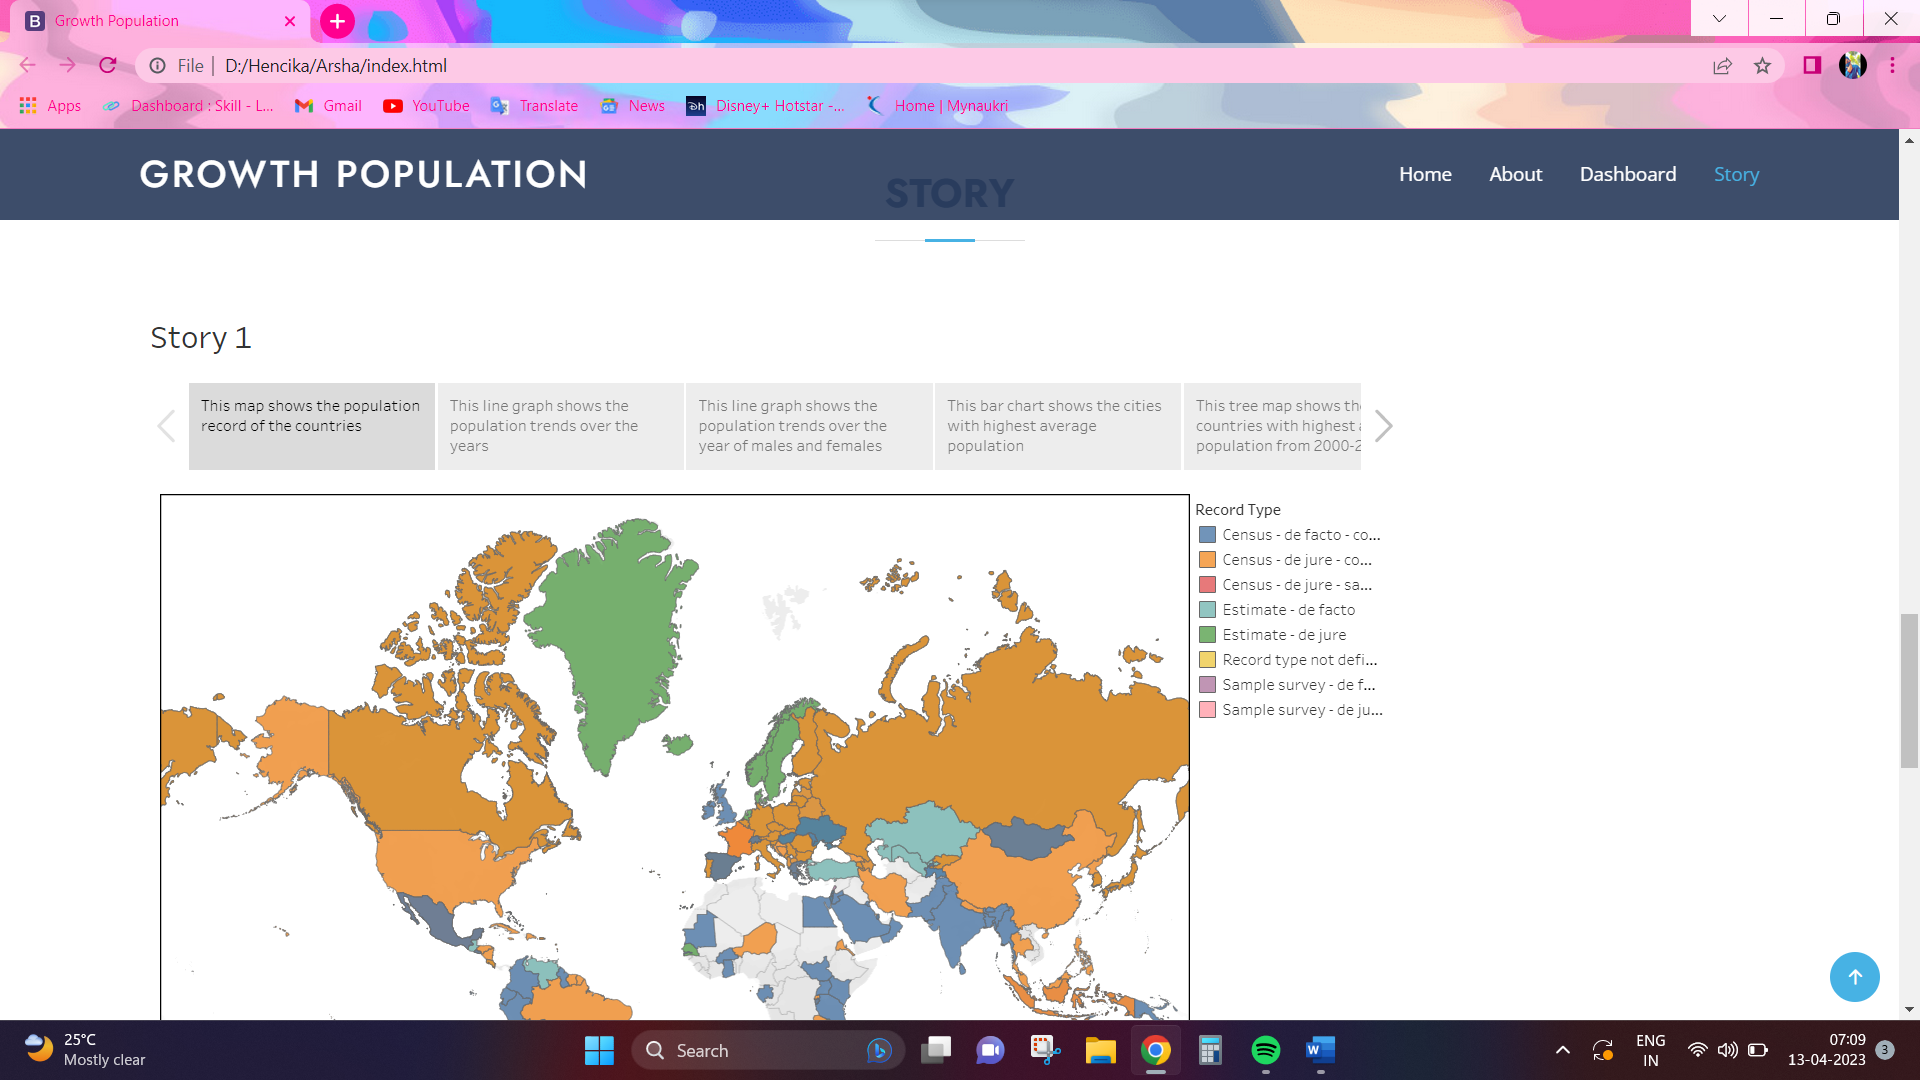 Growth Population
File
D:/Hencika/Arsha/index.html
Apps
Dashboard : Skill - L...
Gmail
YouTube
Translate
News
Disney+ Hotstar -...
Home | Mynaukri
GROWTH POPULATION
Home
About
Dashboard
Story
STORY
Story 1
This map shows the population
record of the countries
This line graph shows the
population trends over the
years
This line graph shows the
population trends over the
year of males and females
This bar chart shows the cities
with highest average
population
This tree map shows
countries with highest
population from 2000-2
Record Type
Census - de facto - co...
Census - de jure - co...
Census - de jure - sa...
Estimate - de facto
Estimate - de jure
Record type not defi...
Sample survey - de f...
Sample survey - de ju...
25°C
Mostly clear
Search
ENG
IN
07:09
13-04-2023
3